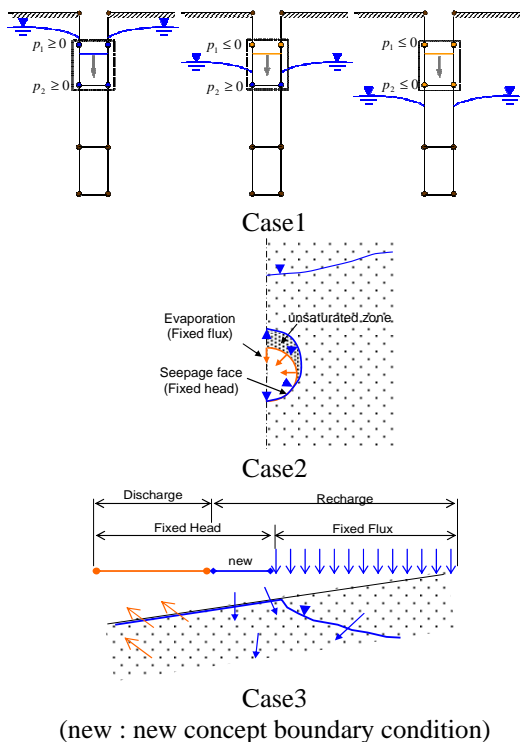 p₁ ≥ 0
p₂ ≥ 0
p₁ ≤ 0
p₂ ≥ 0
p₁ ≤ 0
p₂ ≤ 0
Case1
Evaporation
(Fixed flux)
unsaturated zone
Seepage face
(Fixed head)
Case2
Discharge
Recharge
Fixed Head
Fixed Flux
new
Case3
(new : new concept boundary condition)